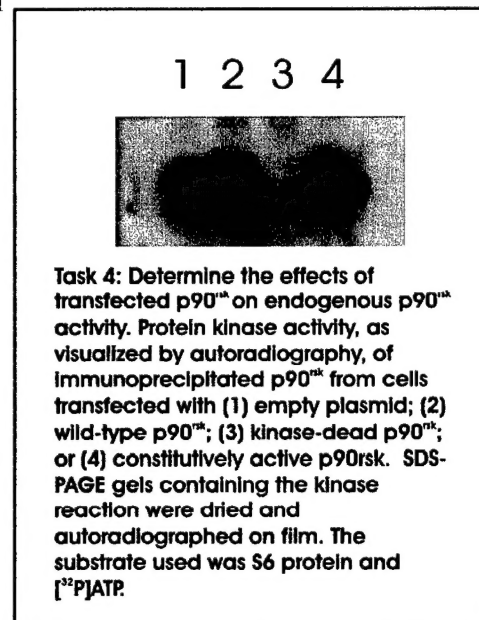 1 2 3 4
Task 4: Determine the effects of
transfected p90ʳˢᵏ on endogenous p90ʳˢᵏ
activity. Protein kinase activity, as
visualized by autoradiography, of
immunoprecipitated p90ʳˢᵏ from cells
transfected with (1) empty plasmid; (2)
wild-type p90ʳˢᵏ; (3) kinase-dead p90ʳˢᵏ;
or (4) constitutively active p90rsk. SDS-
PAGE gels containing the kinase
reaction were dried and
autoradiographed on film. The
substrate used was S6 protein and
[³²P]ATP.